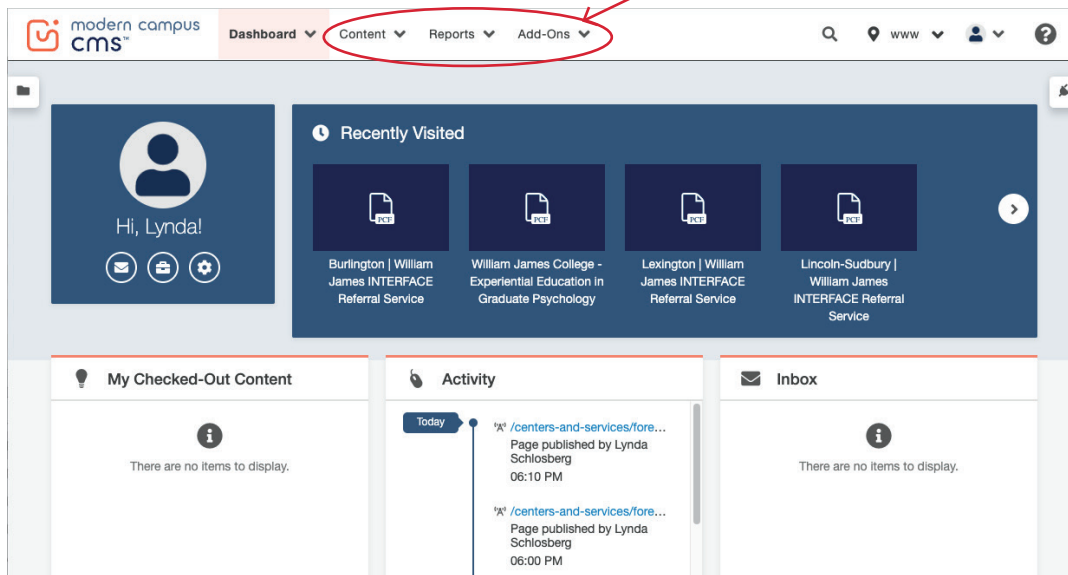 modern campus
cms™
Dashboard
Content
Reports
Add-Ons
www
Hi, Lynda!
Recently Visited
PCF
Burlington | William
James INTERFACE
Referral Service
PCF
William James College -
Experiential Education in
Graduate Psychology
PCF
Lexington | William
James INTERFACE
Referral Service
PCF
Lincoln-Sudbury |
William James
INTERFACE Referral
Service
My Checked-Out Content
There are no items to display.
Activity
Today
/centers-and-services/fore...
Page published by Lynda
Schlosberg
06:10 PM
/centers-and-services/fore...
Page published by Lynda
Schlosberg
06:00 PM
Inbox
There are no items to display.